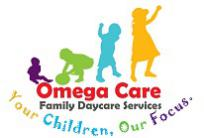 Omega Care
Family Daycare Services
Your Children, Our Focus.